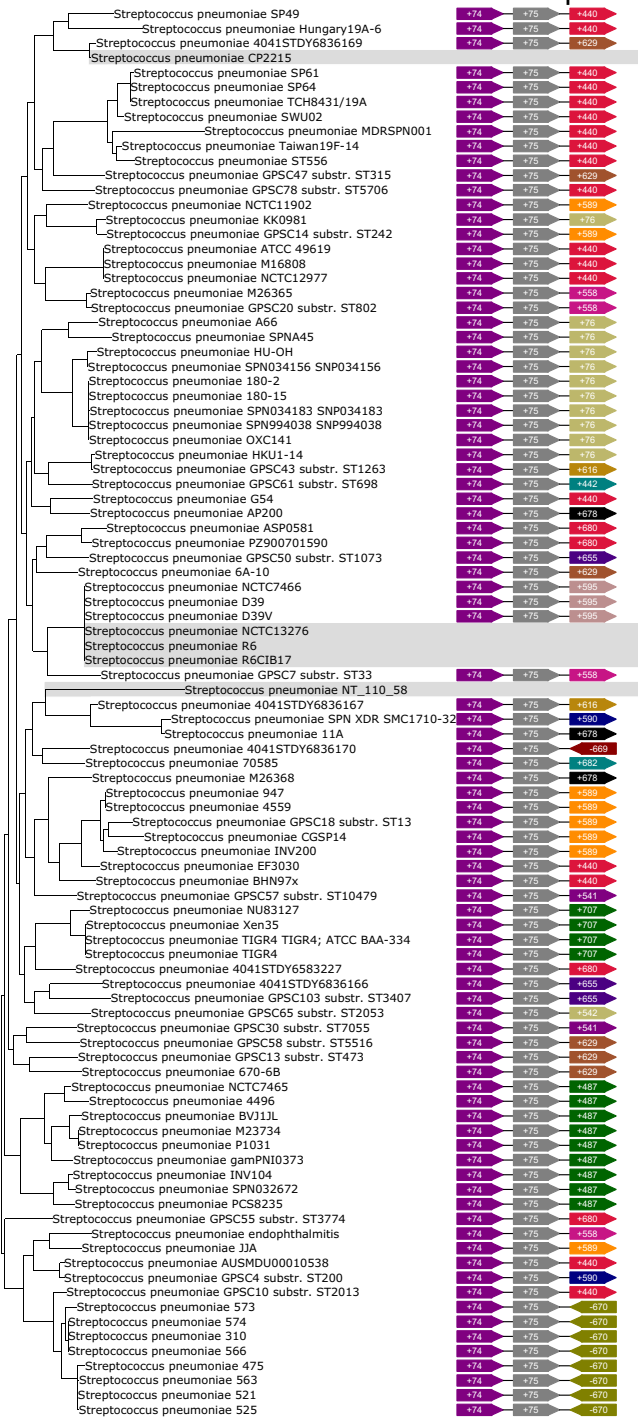 Streptococcus pneumoniae SP49 +74 +75 +440
Streptococcus pneumoniae Hungary19A-6 +74 +75 +440
Streptococcus pneumoniae 4041STDY6836169 +74 +75 +629
Streptococcus pneumoniae CP2215
Streptococcus pneumoniae SP61 +74 +75 +440
Streptococcus pneumoniae SP64 +74 +75 +440
Streptococcus pneumoniae TCH8431/19A +74 +75 +440
Streptococcus pneumoniae SWU02 +74 +75 +440
Streptococcus pneumoniae MDRSPN001 +74 +75 +440
Streptococcus pneumoniae Taiwan19F-14 +74 +75 +440
Streptococcus pneumoniae ST556 +74 +75 +440
Streptococcus pneumoniae GPSC47 substr. ST315 +74 +75 +629
Streptococcus pneumoniae GPSC78 substr. ST5706 +74 +75 +440
Streptococcus pneumoniae NCTC11902 +74 +75 +589
Streptococcus pneumoniae KK0981 +74 +75 +76
Streptococcus pneumoniae GPSC14 substr. ST242 +74 +75 +589
Streptococcus pneumoniae ATCC 49619 +74 +75 +440
Streptococcus pneumoniae M16808 +74 +75 +440
Streptococcus pneumoniae NCTC12977 +74 +75 +440
Streptococcus pneumoniae M26365 +74 +75 +558
Streptococcus pneumoniae GPSC20 substr. ST802 +74 +75 +558
Streptococcus pneumoniae A66 +74 +75 +76
Streptococcus pneumoniae SPNA45 +74 +75 +76
Streptococcus pneumoniae HU-OH +74 +75 +76
Streptococcus pneumoniae SPN034156 SNP034156 +74 +75 +76
Streptococcus pneumoniae 180-2 +74 +75 +76
Streptococcus pneumoniae 180-15 +74 +75 +76
Streptococcus pneumoniae SPN034183 SNP034183 +74 +75 +76
Streptococcus pneumoniae SPN994038 SNP994038 +74 +75 +76
Streptococcus pneumoniae OXC141 +74 +75 +76
Streptococcus pneumoniae HKU1-14 +74 +75 +76
Streptococcus pneumoniae GPSC43 substr. ST1263 +74 +75 +616
Streptococcus pneumoniae GPSC61 substr. ST698 +74 +75 +442
Streptococcus pneumoniae G54 +74 +75 +440
Streptococcus pneumoniae AP200 +74 +75 +678
Streptococcus pneumoniae ASP0581 +74 +75 +680
Streptococcus pneumoniae PZ900701590 +74 +75 +680
Streptococcus pneumoniae GPSC50 substr. ST1073 +74 +75 +655
Streptococcus pneumoniae 6A-10 +74 +75 +629
Streptococcus pneumoniae NCTC7466 +74 +75 +595
Streptococcus pneumoniae D39 +74 +75 +595
Streptococcus pneumoniae D39V +74 +75 +595
Streptococcus pneumoniae NCTC13276
Streptococcus pneumoniae R6
Streptococcus pneumoniae R6CIB17
Streptococcus pneumoniae GPSC7 substr. ST33 +74 +75 +558
Streptococcus pneumoniae NT_110_58
Streptococcus pneumoniae 4041STDY6836167 +74 +75 +616
Streptococcus pneumoniae SPN XDR SMC1710-32 +74 +75 +590
Streptococcus pneumoniae 11A +74 +75 +678
Streptococcus pneumoniae 4041STDY6836170 +74 +75 -669
Streptococcus pneumoniae 70585 +74 +75 +682
Streptococcus pneumoniae M26368 +74 +75 +678
Streptococcus pneumoniae 947 +74 +75 +589
Streptococcus pneumoniae 4559 +74 +75 +589
Streptococcus pneumoniae GPSC18 substr. ST13 +74 +75 +589
Streptococcus pneumoniae CGSP14 +74 +75 +589
Streptococcus pneumoniae INV200 +74 +75 +589
Streptococcus pneumoniae EF3030 +74 +75 +440
Streptococcus pneumoniae BHN97x +74 +75 +440
Streptococcus pneumoniae GPSC57 substr. ST10479 +74 +75 +541
Streptococcus pneumoniae NU83127 +74 +75 +707
Streptococcus pneumoniae Xen35 +74 +75 +707
Streptococcus pneumoniae TIGR4 TIGR4; ATCC BAA-334 +74 +75 +707
Streptococcus pneumoniae TIGR4 +74 +75 +707
Streptococcus pneumoniae 4041STDY6583227 +74 +75 +680
Streptococcus pneumoniae 4041STDY6836166 +74 +75 +655
Streptococcus pneumoniae GPSC103 substr. ST3407 +74 +75 +655
Streptococcus pneumoniae GPSC65 substr. ST2053 +74 +75 +542
Streptococcus pneumoniae GPSC30 substr. ST7055 +74 +75 +541
Streptococcus pneumoniae GPSC58 substr. ST5516 +74 +75 +629
Streptococcus pneumoniae GPSC13 substr. ST473 +74 +75 +629
Streptococcus pneumoniae 670-6B +74 +75 +629
Streptococcus pneumoniae NCTC7465 +74 +75 +487
Streptococcus pneumoniae 4496 +74 +75 +487
Streptococcus pneumoniae BVJ1JL +74 +75 +487
Streptococcus pneumoniae M23734 +74 +75 +487
Streptococcus pneumoniae P1031 +74 +75 +487
Streptococcus pneumoniae gamPNI0373 +74 +75 +487
Streptococcus pneumoniae INV104 +74 +75 +487
Streptococcus pneumoniae SPN032672 +74 +75 +487
Streptococcus pneumoniae PCS8235 +74 +75 +487
Streptococcus pneumoniae GPSC55 substr. ST3774 +74 +75 +680
Streptococcus pneumoniae endophthalmitis +74 +75 +558
Streptococcus pneumoniae JJA +74 +75 +589
Streptococcus pneumoniae AUSMDU00010538 +74 +75 +440
Streptococcus pneumoniae GPSC4 substr. ST200 +74 +75 +590
Streptococcus pneumoniae GPSC10 substr. ST2013 +74 +75 +440
Streptococcus pneumoniae 573 +74 +75 -670
Streptococcus pneumoniae 574 +74 +75 -670
Streptococcus pneumoniae 310 +74 +75 -670
Streptococcus pneumoniae 566 +74 +75 -670
Streptococcus pneumoniae 475 +74 +75 -670
Streptococcus pneumoniae 563 +74 +75 -670
Streptococcus pneumoniae 521 +74 +75 -670
Streptococcus pneumoniae 525 +74 +75 -670